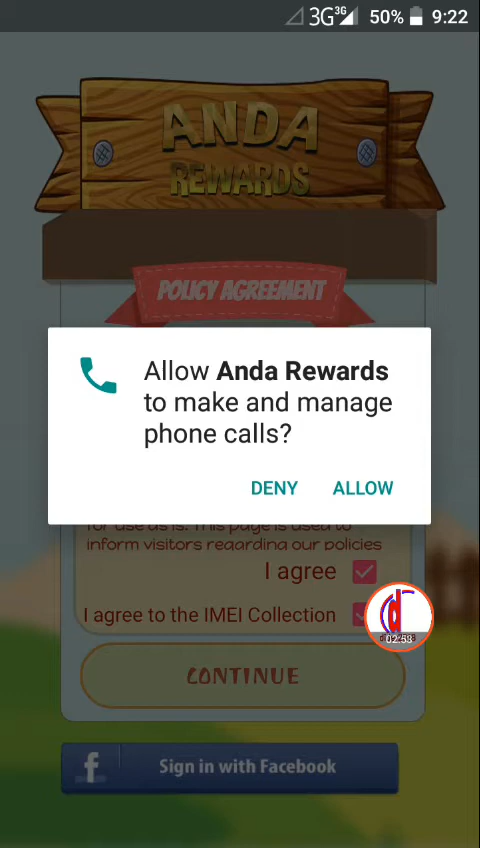 3G 3G 50% 9:22
ANDA
REWARDS
POLICY AGREEMENT
Allow Anda Rewards
to make and manage
phone calls?
DENY ALLOW
for use as is. This page is used to
inform visitors regarding our policies
I agree
I agree to the IMEI Collection
02:58
CONTINUE
f Sign in with Facebook